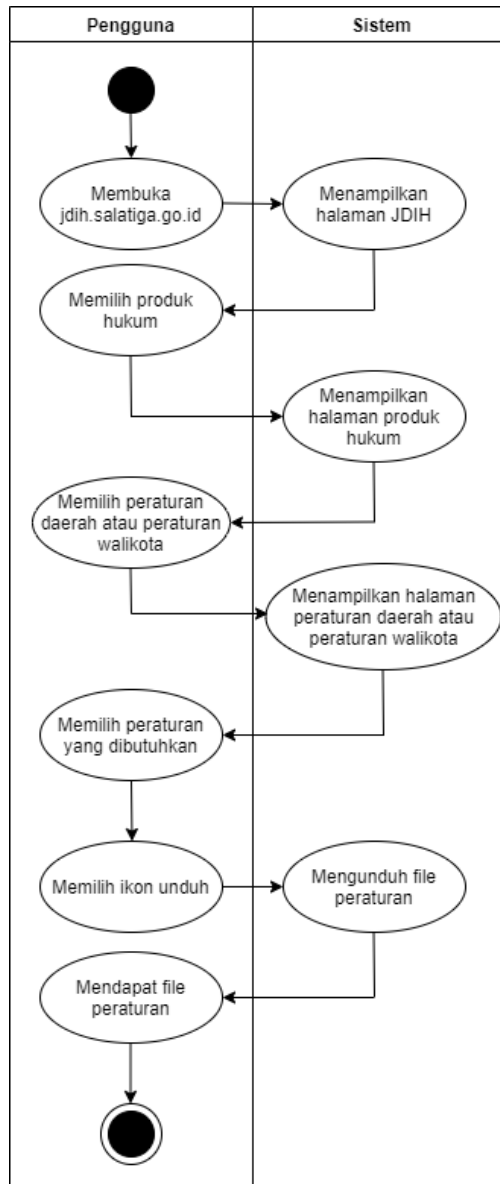 Pengguna
Sistem
Membuka
jdih.salatiga.go.id
Menampilkan
halaman JDIH
Memilih produk
hukum
Menampilkan
halaman produk
hukum
Memilih peraturan
daerah atau peraturan
walikota
Menampilkan halaman
peraturan daerah atau
peraturan walikota
Memilih peraturan
yang dibutuhkan
Memilih ikon unduh
Mengunduh file
peraturan
Mendapat file
peraturan